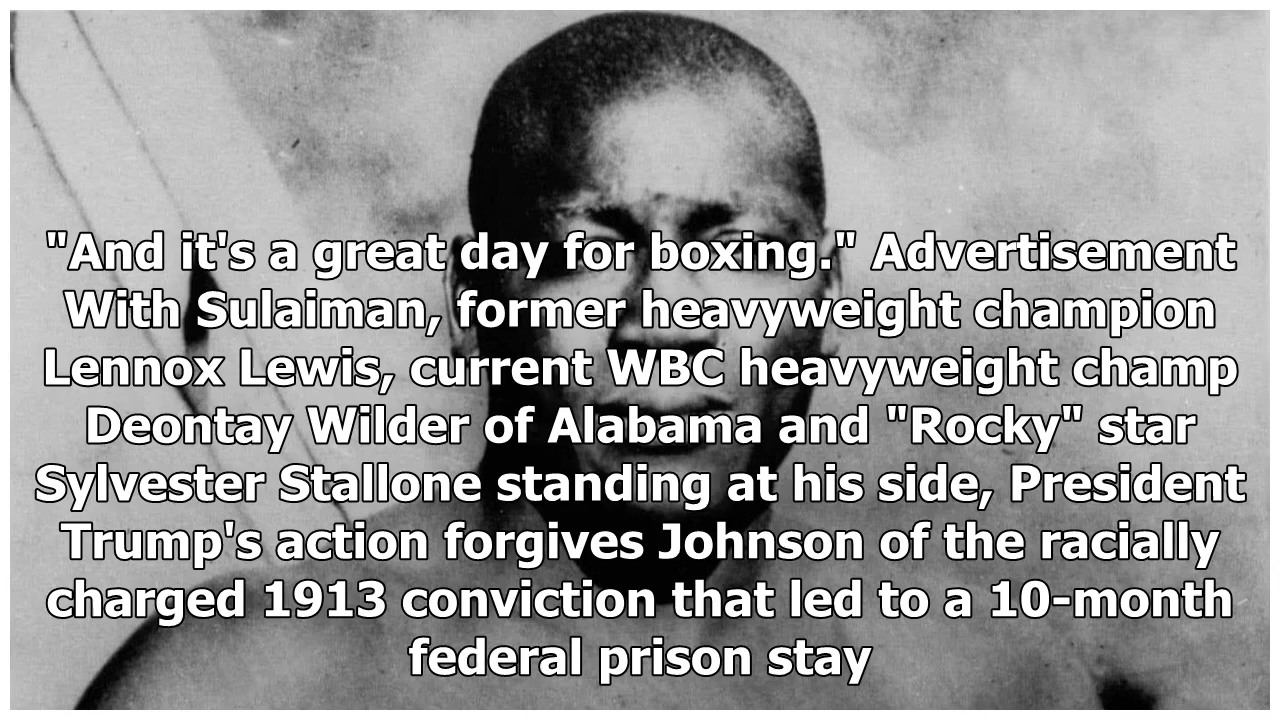 "And it's a great day for boxing." Advertisement
With Sulaiman, former heavyweight champion
Lennox Lewis, current WBC heavyweight champ
Deontay Wilder of Alabama and "Rocky" star
Sylvester Stallone standing at his side, President
Trump's action forgives Johnson of the racially
charged 1913 conviction that led to a 10-month
federal prison stay